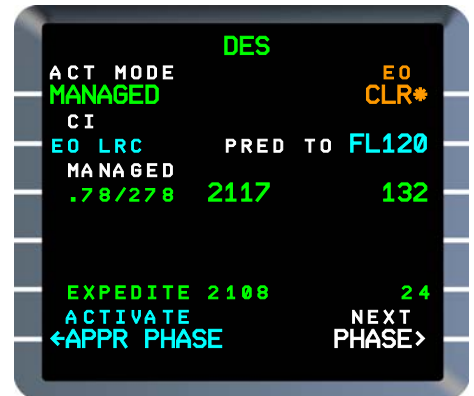 DES
ACT MODE EO
MANAGED CLR*
CI
EO LRC PRED TO FL120
MANAGED
.78/278 2117 132
EXPEDITE 2108 24
ACTIVATE NEXT
←APPR PHASE PHASE>